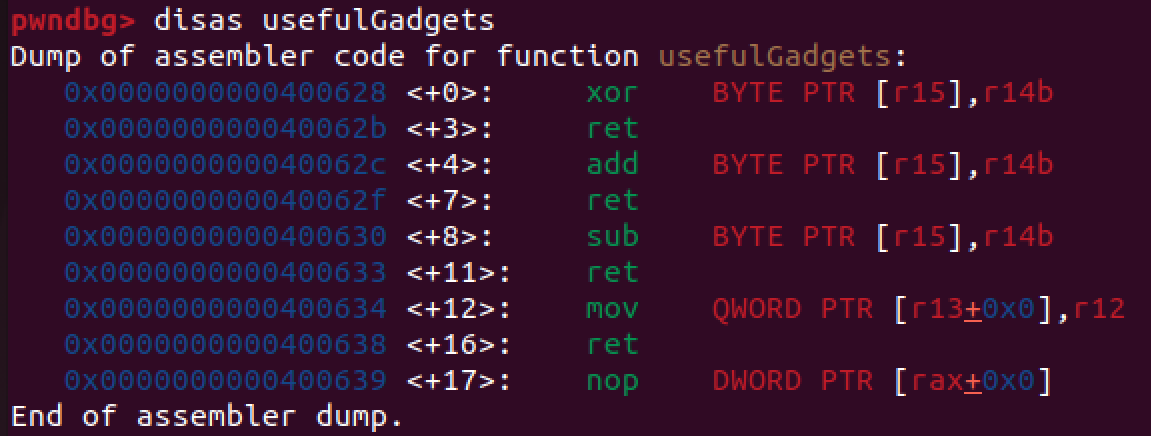 pwndbg> disas usefulGadgets
Dump of assembler code for function usefulGadgets:
   0x0000000000400628 <+0>:     xor    BYTE PTR [r15],r14b
   0x000000000040062b <+3>:     ret
   0x000000000040062c <+4>:     add    BYTE PTR [r15],r14b
   0x000000000040062f <+7>:     ret
   0x0000000000400630 <+8>:     sub    BYTE PTR [r15],r14b
   0x0000000000400633 <+11>:    ret
   0x0000000000400634 <+12>:    mov    QWORD PTR [r13+0x0],r12
   0x0000000000400638 <+16>:    ret
   0x0000000000400639 <+17>:    nop    DWORD PTR [rax+0x0]
End of assembler dump.